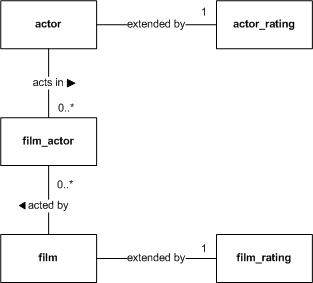 actor
extended by
1
actor_rating
acts in ▶
0..*
film_actor
0..*
◀ acted by
film
extended by
1
film_rating